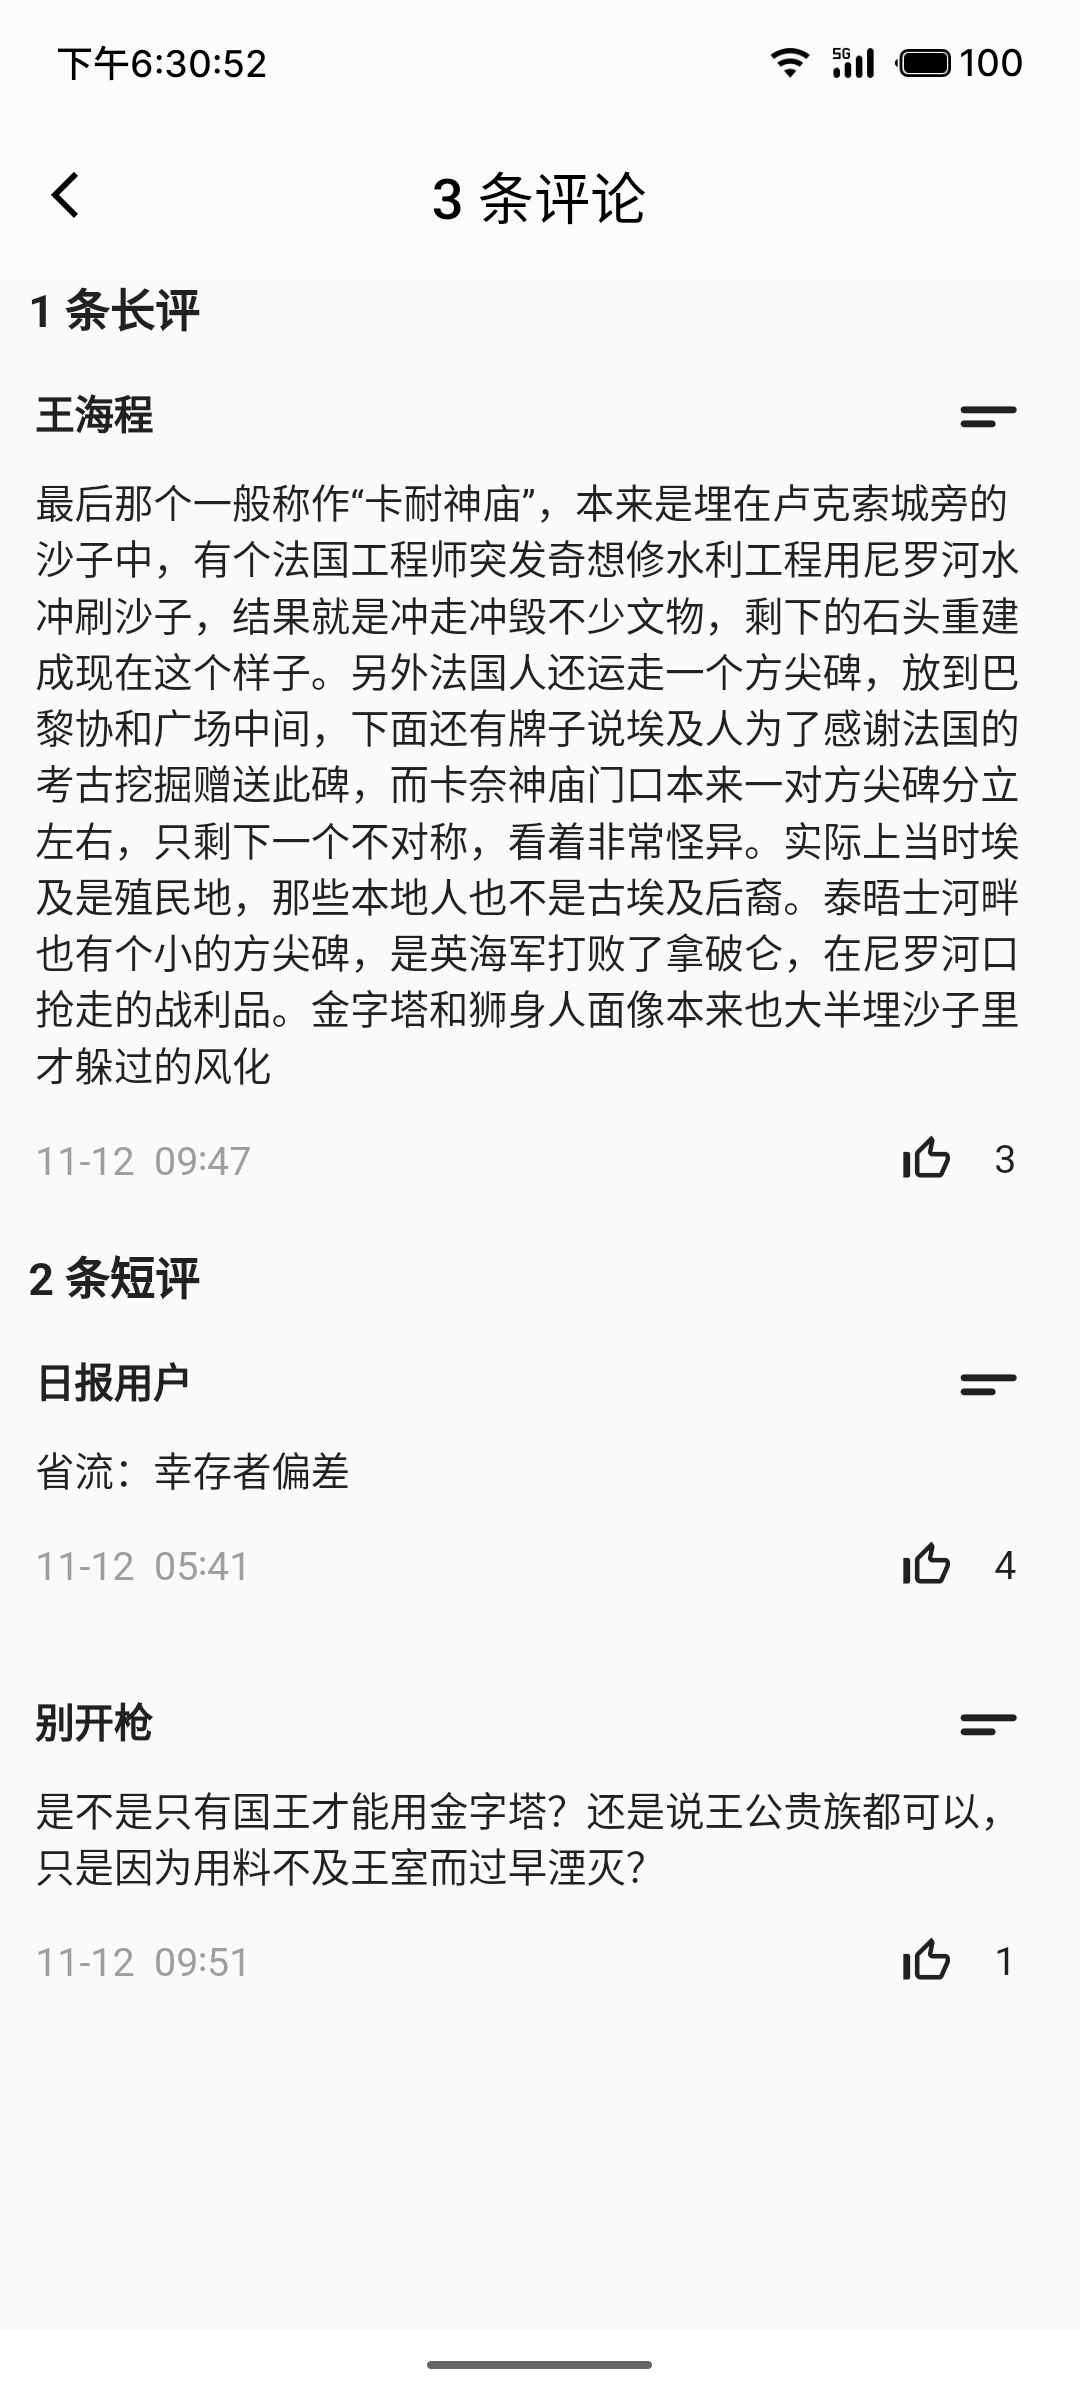 下午6:30:52
5G
100
3 条评论
1 条长评
王海程
最后那个一般称作“卡耐神庙”，本来是埋在卢克索城旁的
沙子中，有个法国工程师突发奇想修水利工程用尼罗河水
冲刷沙子，结果就是冲走冲毁不少文物，剩下的石头重建
成现在这个样子。另外法国人还运走一个方尖碑，放到巴
黎协和广场中间，下面还有牌子说埃及人为了感谢法国的
考古挖掘赠送此碑，而卡奈神庙门口本来一对方尖碑分立
左右，只剩下一个不对称，看着非常怪异。实际上当时埃
及是殖民地，那些本地人也不是古埃及后裔。泰晤士河畔
也有个小的方尖碑，是英海军打败了拿破仑，在尼罗河口
抢走的战利品。金字塔和狮身人面像本来也大半埋沙子里
才躲过的风化
11-12 09:47
3
2 条短评
日报用户
省流：幸存者偏差
11-12 05:41
4
别开枪
是不是只有国王才能用金字塔？还是说王公贵族都可以，
只是因为用料不及王室而过早湮灭？
11-12 09:51
1